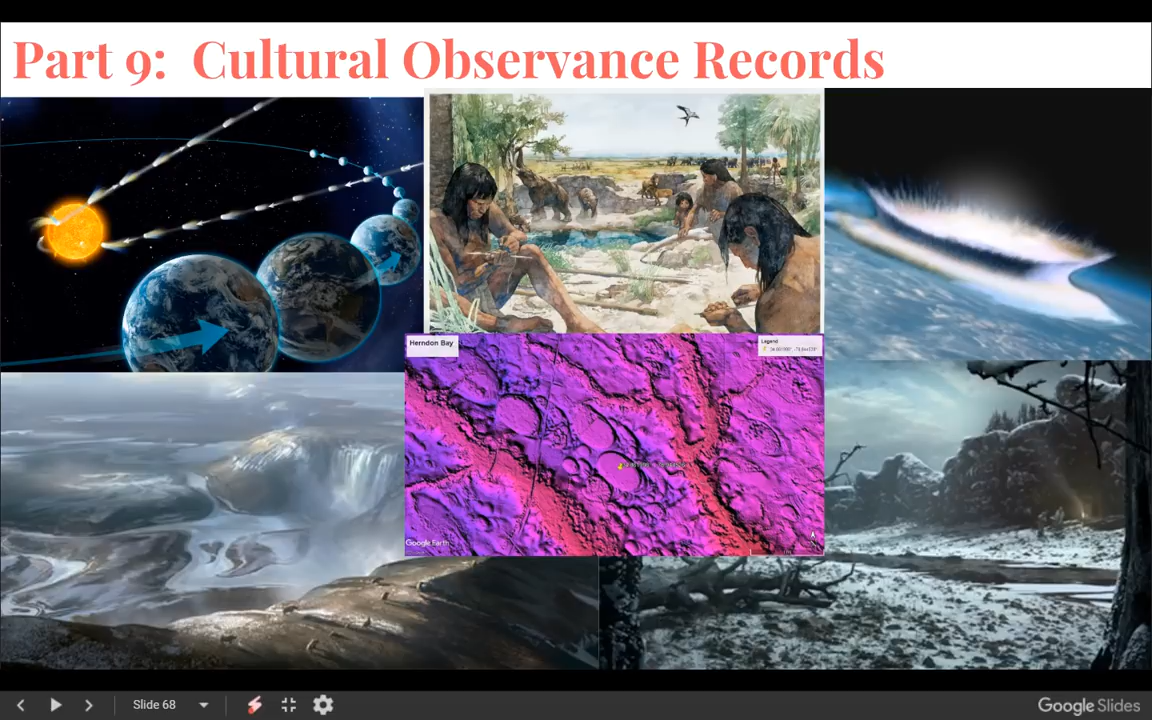 Part 9: Cultural Observance Records
Herndon Bay
Legend
Google Earth
Slide 68
Google Slides